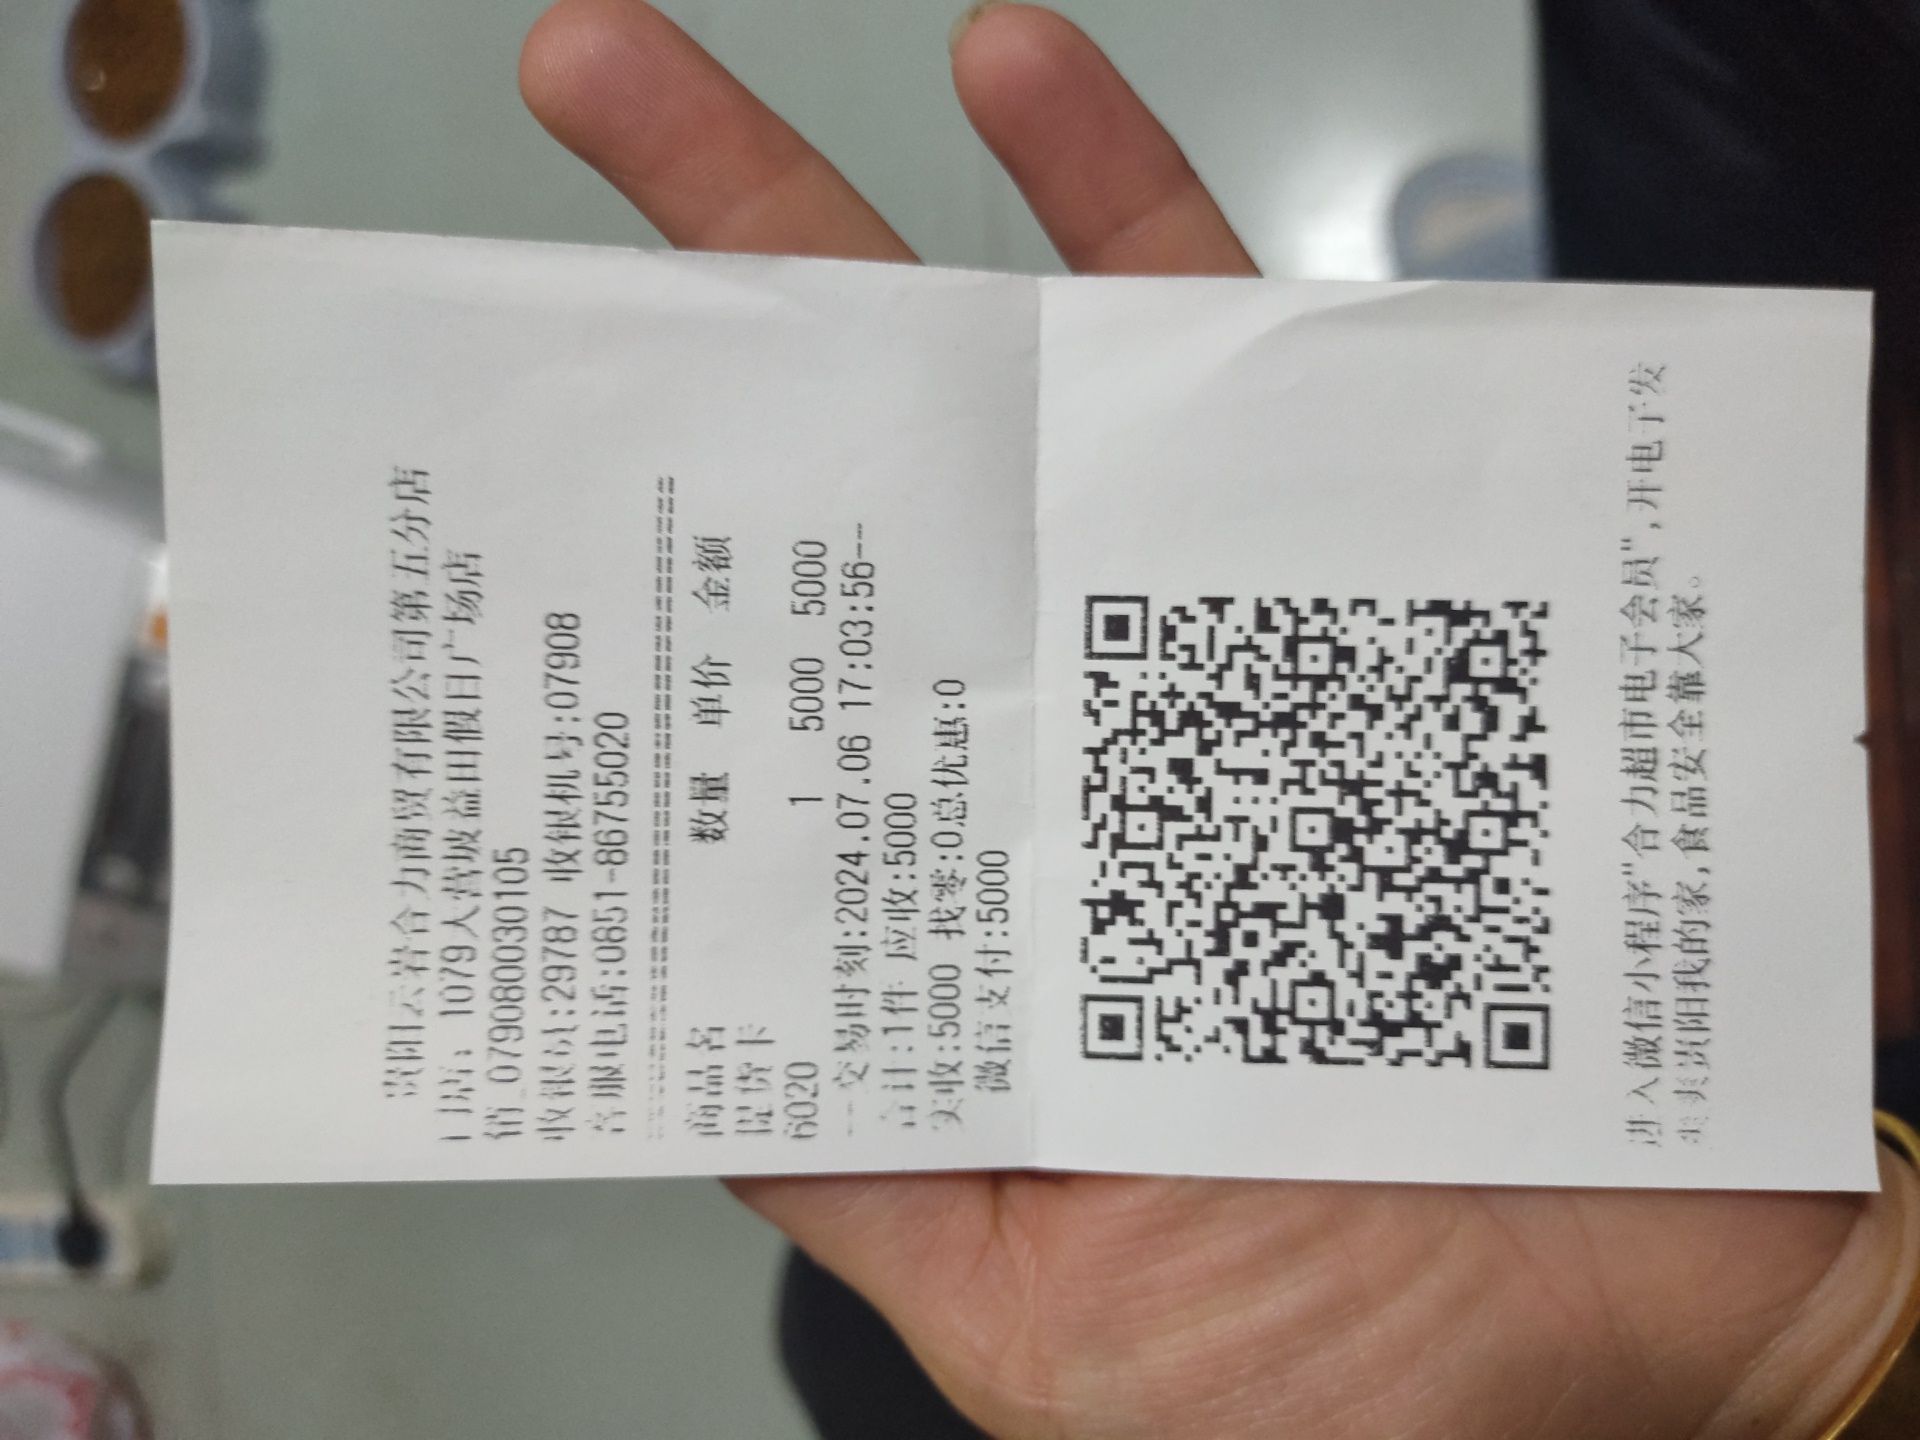 贵阳云岩合力商贸有限公司第五分店
门店: 1079大营坡益田假日广场店
销_0790800030105
收银员:29787 收银机号:07908
客服电话:0851-86755020
商品名 数量 单价 金额
提货卡
6020 1 5000 5000
--交易时刻:2024.07.06 17:03:56--
合计:1件 应收:5000
实收:5000 找零:0总优惠:0
微信支付:5000
进入微信小程序"合力超市电子会员",开电子发
票,爽爽贵阳我的家,食品安全靠大家。